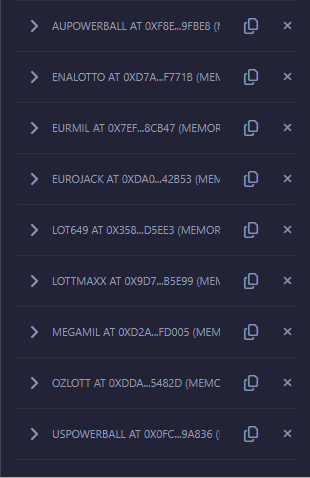 AUPOWERBALL AT 0XF8E...9FBE8 (
ENALOTTO AT 0XD7A...F771B (MEM
EURMIL AT 0X7EF...8CB47 (MEMOR
EUROJACK AT 0XDA0...42B53 (MEM
LOT649 AT 0X358...D5EE3 (MEMOR
LOTTMAXX AT 0X9D7...B5E99 (MEM
MEGAMIL AT 0XD2A...FD005 (MEM
OZLOTT AT 0XDDA...5482D (MEMO
USPOWERBALL AT 0X0FC...9A836 (